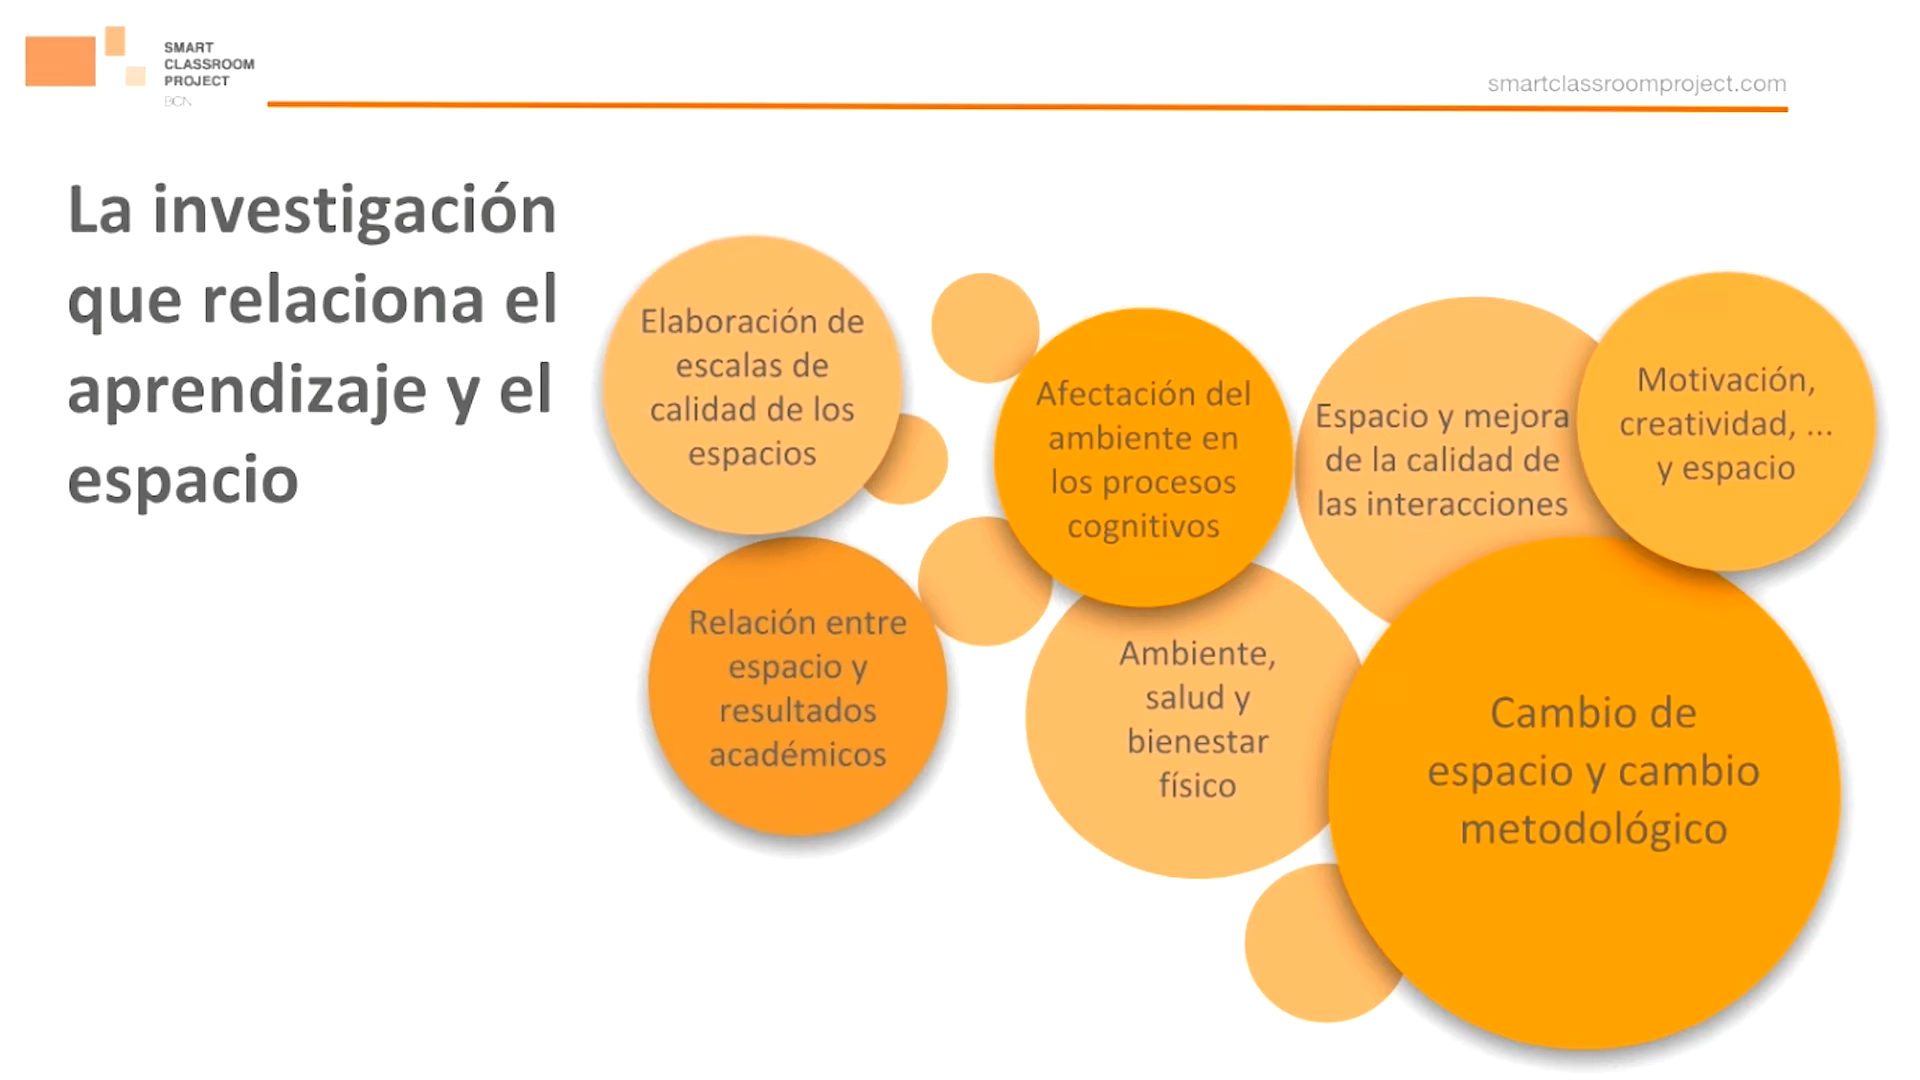 SMART
CLASSROOM
PROJECT
BCN
smartclassroomproject.com
La investigación
que relaciona el
aprendizaje y el
espacio
Elaboración de
escalas de
calidad de los
espacios
Relación entre
espacio y
resultados
académicos
Afectación del
ambiente en
los procesos
cognitivos
Ambiente,
salud y
bienestar
físico
Espacio y mejora
de la calidad de
las interacciones
Motivación,
creatividad, ...
y espacio
Cambio de
espacio y cambio
metodológico